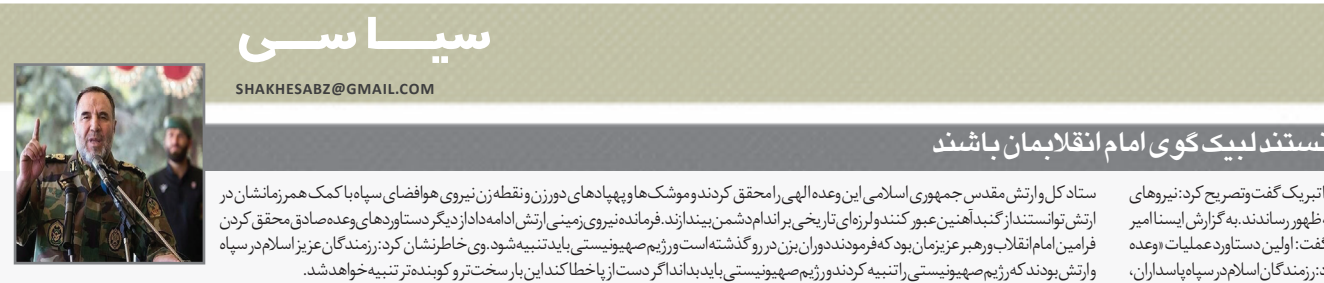 سیاسی
SHAKHESABZ@GMAIL.COM
لبیک گوی امام انقلابمان باشند
تبریک گفت وتصریح کرد: نیروهای
ظهور رساندند. به گزارش ایسنا امیر
گفت: اولین دستاورد عملیات «وعده
رزمندگان اسلام در سپاه پاسداران،
ستاد کل و ارتش مقدس جمهوری اسلامی این وعده الهی را محقق کردند و موشک ها و پهپادهای دورزن و نقطه زن نیروی هوافضای سپاه با کمک همرزمانشان در
ارتش توانستند از گنبد آهنین عبور کنند و لرزه ای تاریخی بر اندام دشمن بیندازند. فرمانده نیروی زمینی ارتش ادامه داد از دیگر دستاوردهای وعده صادق محقق کردن
فرامین امام انقلاب و رهبر عزیزمان بود که فرمودند دوران بزن در رو گذشته است و رژیم صهیونیستی باید تنبیه شود. وی خاطرنشان کرد: رزمندگان عزیز اسلام در سپاه
و ارتش بودند که رژیم صهیونیستی را تنبیه کردند و رژیم صهیونیستی باید بداند اگر دست از پا خطا کند این بار سخت تر و کوبنده تر تنبیه خواهد شد.